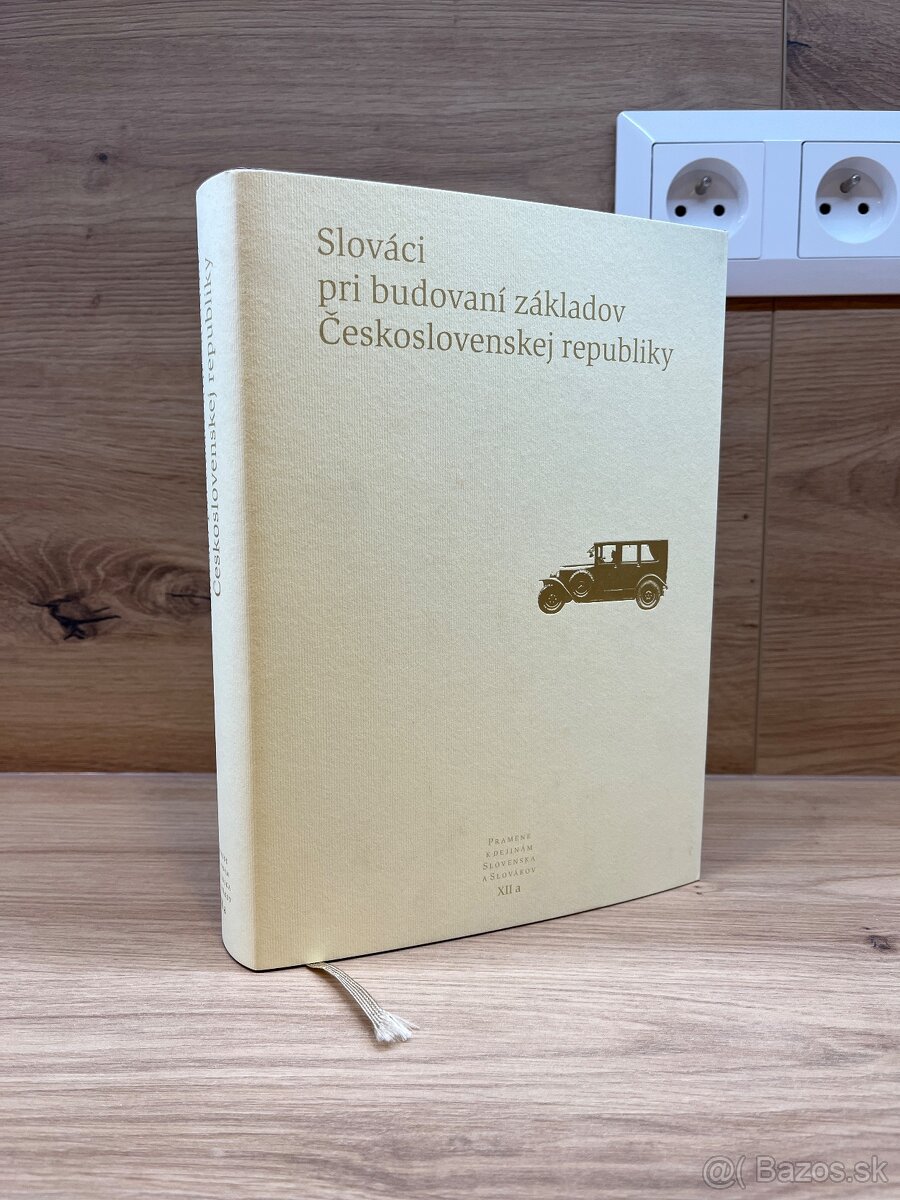 Slováci
pri budovaní základov
Československej republiky
Československej republiky
PRAMENE
K DEJINÁM
SLOVENSKA
A SLOVÁKOV
XII a
@( Bazos.sk